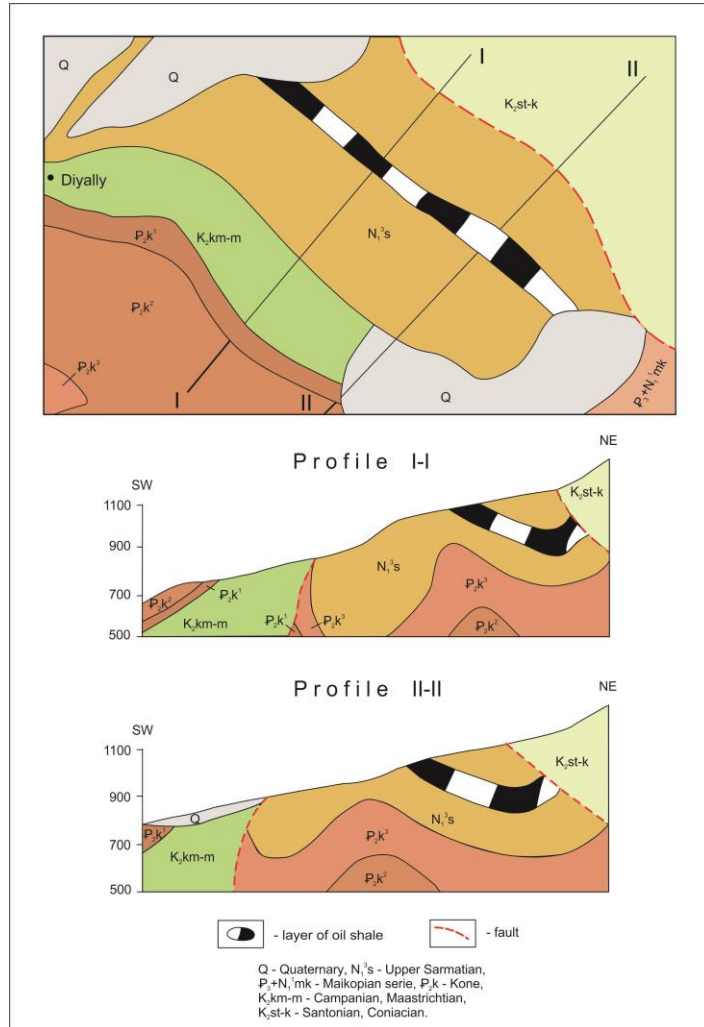 Q
Q
I
II
K₂st-k
Diyally
P₂k¹
K₂km-m
N₁³s
P₂k²
P₂k³
I
II
Q
P₃+N₁¹mk
Profile I-I
SW
NE
1100
900
700
500
K₂st-k
N₁³s
P₂k³
P₂k²
P₂k²
P₂k¹
K₂km-m
P₂k¹
P₂k³
Profile II-II
SW
NE
1100
900
700
500
K₂st-k
Q
N₁³s
P₂k¹
P₂k³
K₂km-m
P₂k²
- layer of oil shale
- fault
Q - Quaternary, N₁³s - Upper Sarmatian,
P₃+N₁¹mk - Maikopian serie, P₂k - Kone,
K₂km-m - Campanian, Maastrichtian,
K₂st-k - Santonian, Coniacian.